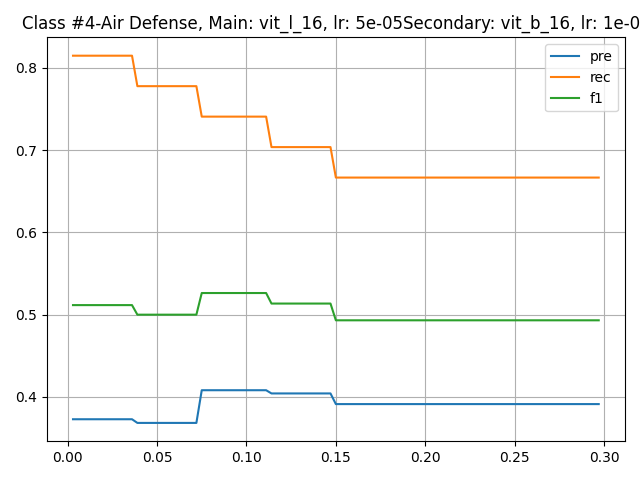 Class #4-Air Defense, Main: vit_l_16, lr: 5e-05Secondary: vit_b_16, lr: 1e-0
pre
rec
f1
0.8
0.7
0.6
0.5
0.4
0.00 0.05 0.10 0.15 0.20 0.25 0.30